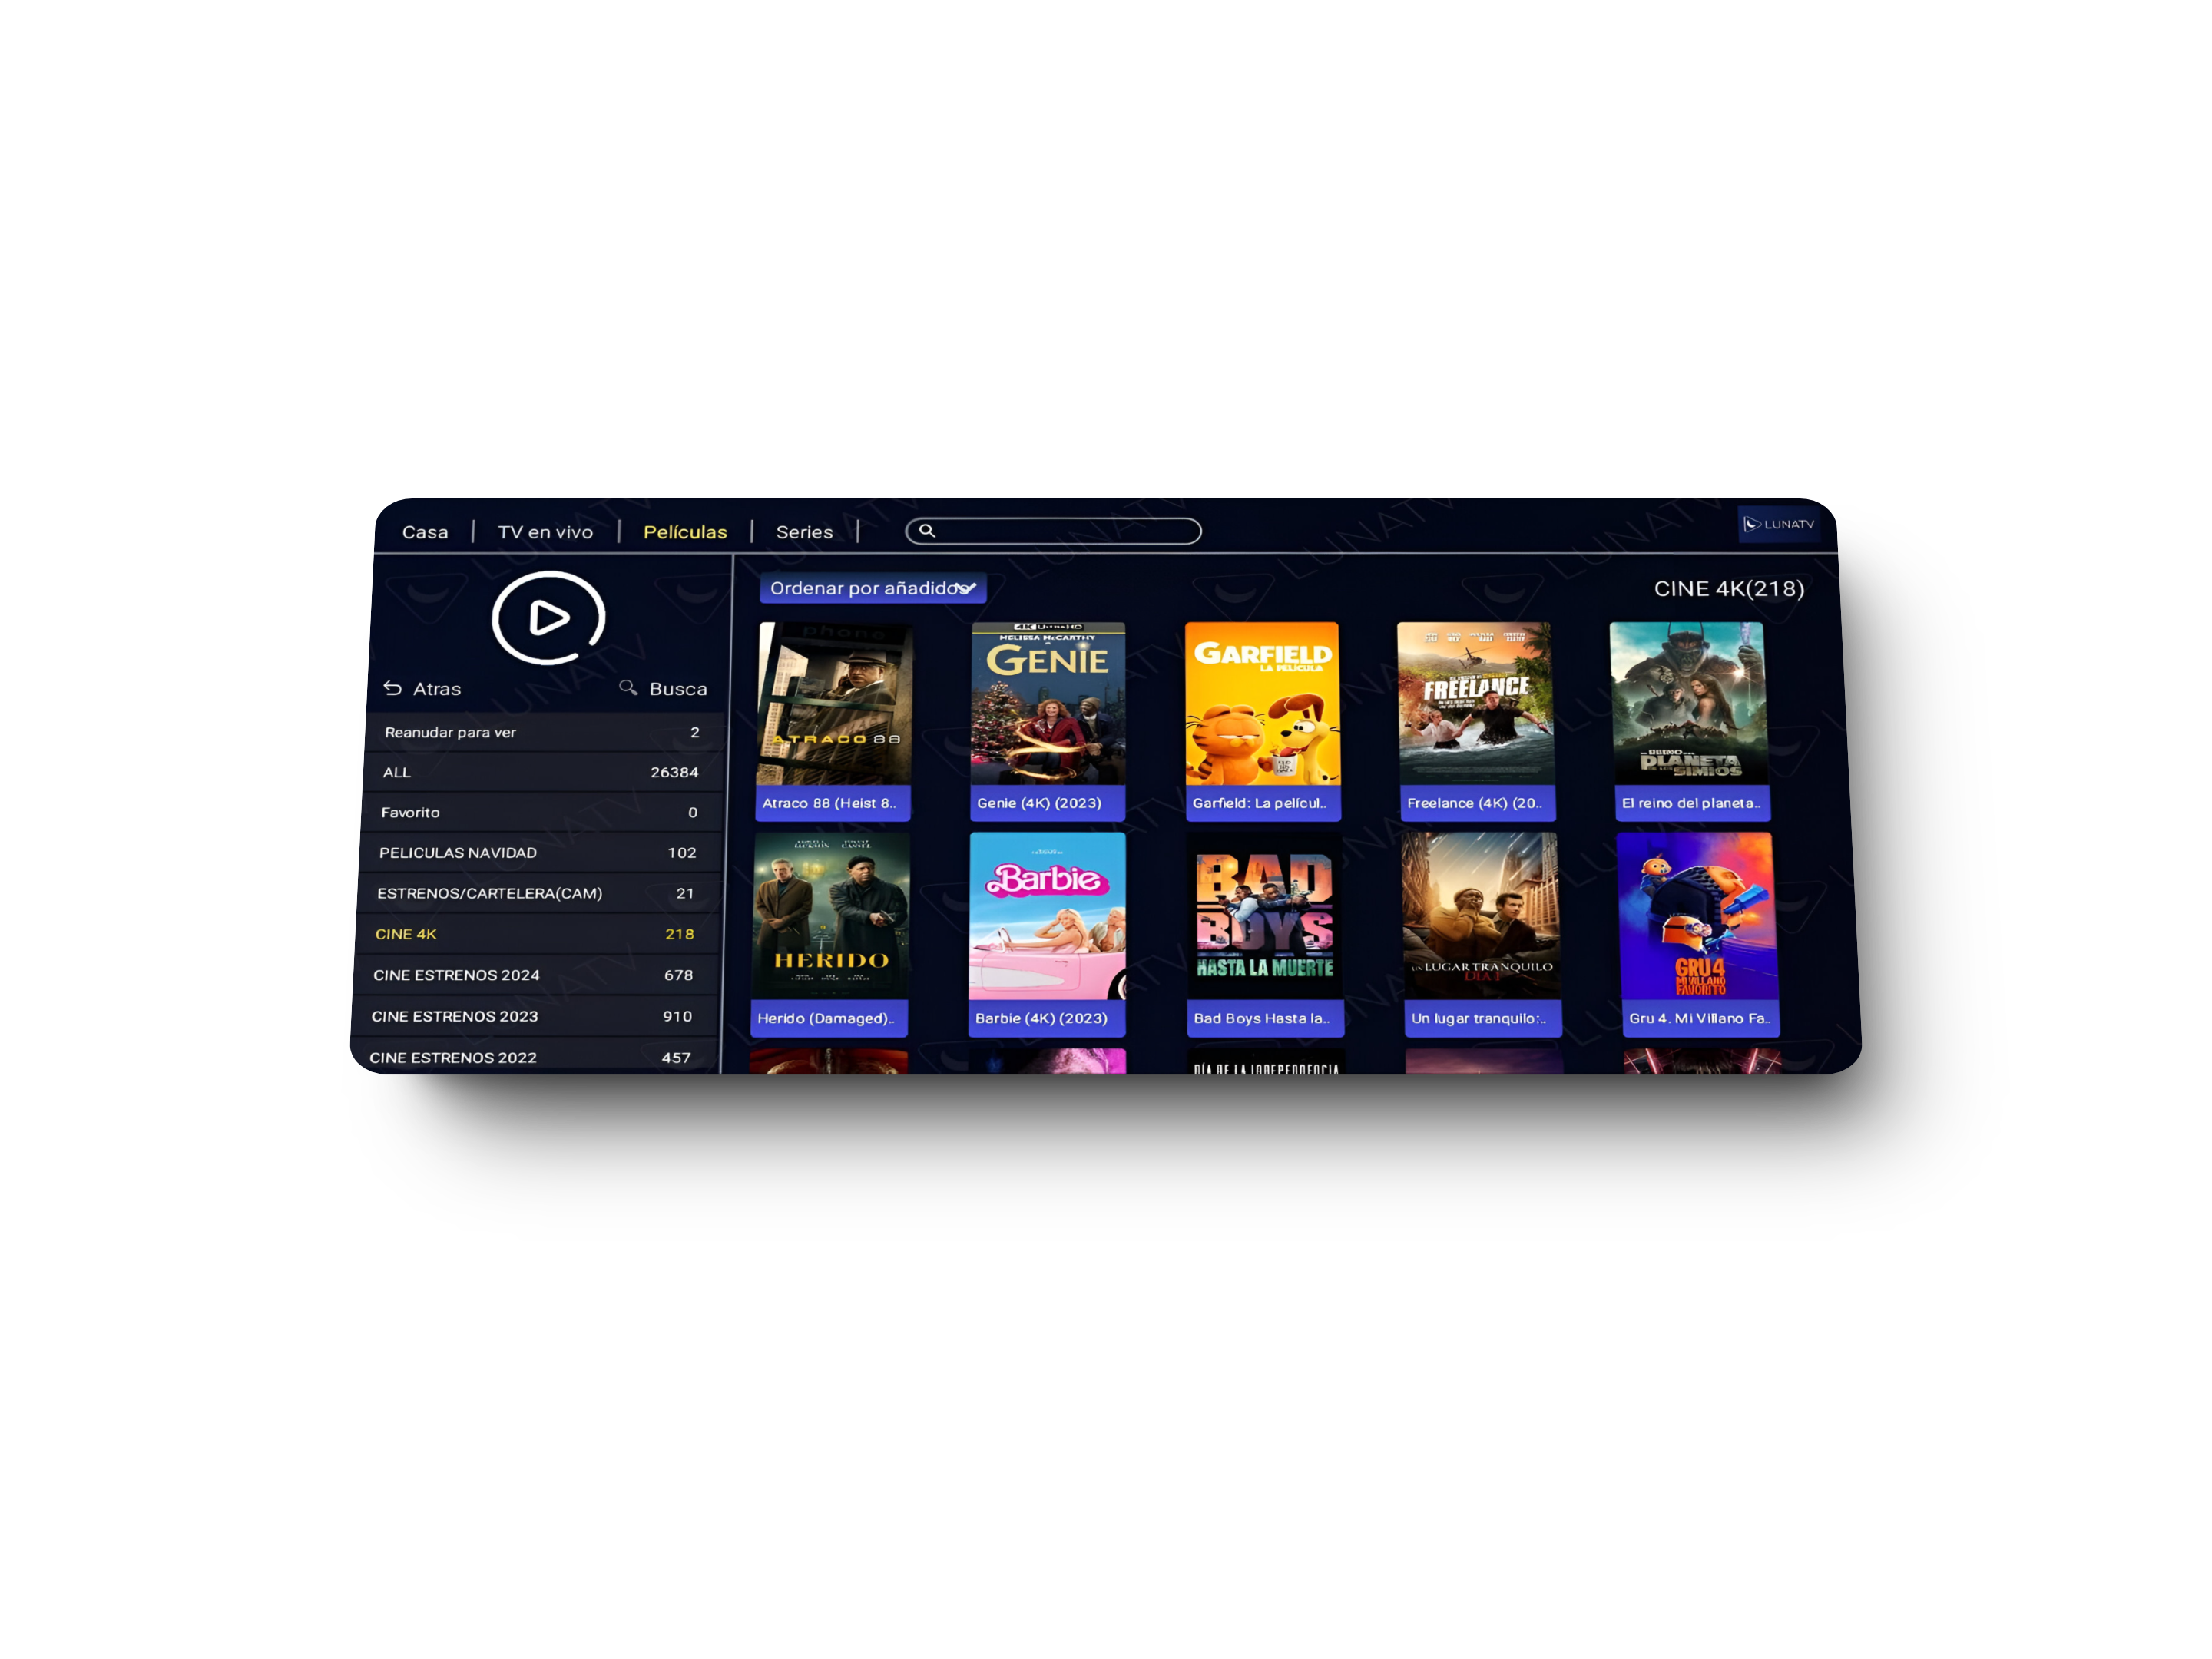 Casa | TV en vivo | Películas | Series |
LUNATV
Ordenar por añadidos
CINE 4K(218)
Atras
Busca
Reanudar para ver 2
ALL 26384
Favorito 0
PELICULAS NAVIDAD 102
ESTRENOS/CARTELERA(CAM) 21
CINE 4K 218
CINE ESTRENOS 2024 678
CINE ESTRENOS 2023 910
CINE ESTRENOS 2022 457
phone
ATRACO 88
Atraco 88 (Heist 8..
4K ULTRA HD
MELISSA McCARTHY
GENIE
Genie (4K) (2023)
GARFIELD
LA PELÍCULA
Garfield: La películ..
FREELANCE
Freelance (4K) (20..
REINO
PLANETA
SIMIOS
El reino del planeta..
HERIDO
Herido (Damaged)..
Barbie
Barbie (4K) (2023)
BAD
BOYS
HASTA LA MUERTE
Bad Boys Hasta la..
UN LUGAR TRANQUILO
DÍA 1
Un lugar tranquilo:..
GRU 4
MI VILLANO
FAVORITO
Gru 4. Mi Villano Fa..
DÍA DE LA INDEPENDENCIA